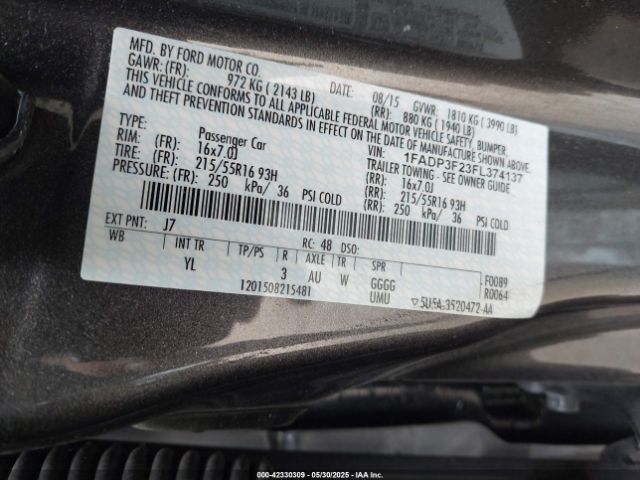 MFD. BY FORD MOTOR CO.
DATE: 08/15 GVWR: 1810 KG ( 3990 LB)
GAWR: (FR): 972 KG ( 2143 LB) (RR): 880 KG ( 1940 LB)
THIS VEHICLE CONFORMS TO ALL APPLICABLE FEDERAL MOTOR VEHICLE SAFETY, BUMPER,
AND THEFT PREVENTION STANDARDS IN EFFECT ON THE DATE OF MANUFACTURE SHOWN ABOVE.
VIN: 1FADP3F23FL374137
TYPE: Passenger Car TRAILER TOWING - SEE OWNER GUIDE
RIM: (FR): 16x7.0J (RR): 16x7.0J
TIRE: (FR): 215/55R16 93H (RR): 215/55R16 93H
PRESSURE: (FR): 250 kPa/ 36 PSI COLD (RR): 250 kPa/ 36 PSI COLD
EXT PNT: J7 RC: 48 DSO:
WB INT TR TP/PS R AXLE TR SPR F0089
YL 3 AU W GGGG R0064
1201508215481 UMU 3520472-AA
000-42330309 - 05/30/2025 - IAAI.COM